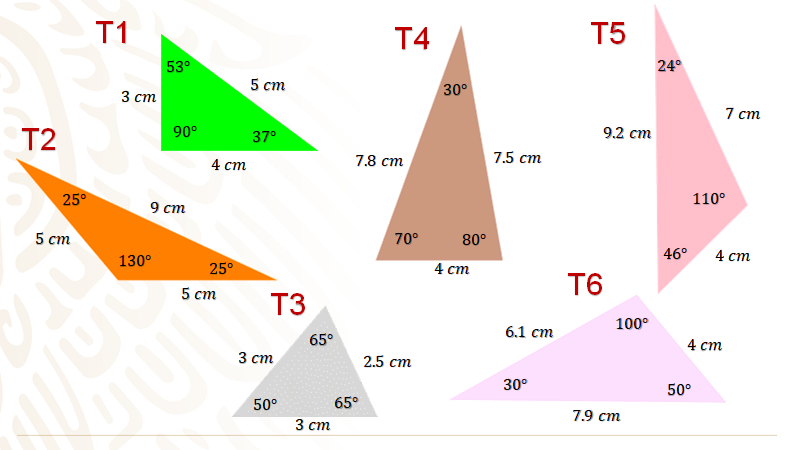 T1
53°
3 cm
5 cm
90°
37°
4 cm
T2
25°
9 cm
5 cm
130°
25°
5 cm
T3
65°
3 cm
2.5 cm
50°
65°
3 cm
T4
30°
7.8 cm
7.5 cm
70°
80°
4 cm
T5
24°
7 cm
9.2 cm
110°
46°
4 cm
T6
100°
6.1 cm
4 cm
30°
50°
7.9 cm